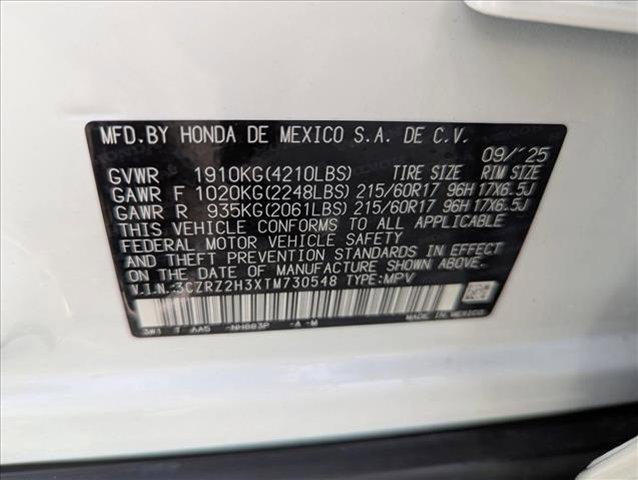 MFD.BY HONDA DE MEXICO S.A. DE C.V.
09/'25
GVWR 1910KG(4210LBS) TIRE SIZE RIM SIZE
GAWR F 1020KG(2248LBS) 215/60R17 96H 17X6.5J
GAWR R 935KG(2061LBS) 215/60R17 96H 17X6.5J
THIS VEHICLE CONFORMS TO ALL APPLICABLE
FEDERAL MOTOR VEHICLE SAFETY
AND THEFT PREVENTION STANDARDS IN EFFECT
ON THE DATE OF MANUFACTURE SHOWN ABOVE.
V.I.N.:3CZRZ2H3XTM730548 TYPE:MPV
3W1 T AA5 -NH883P -A -M
MADE IN MEXICO